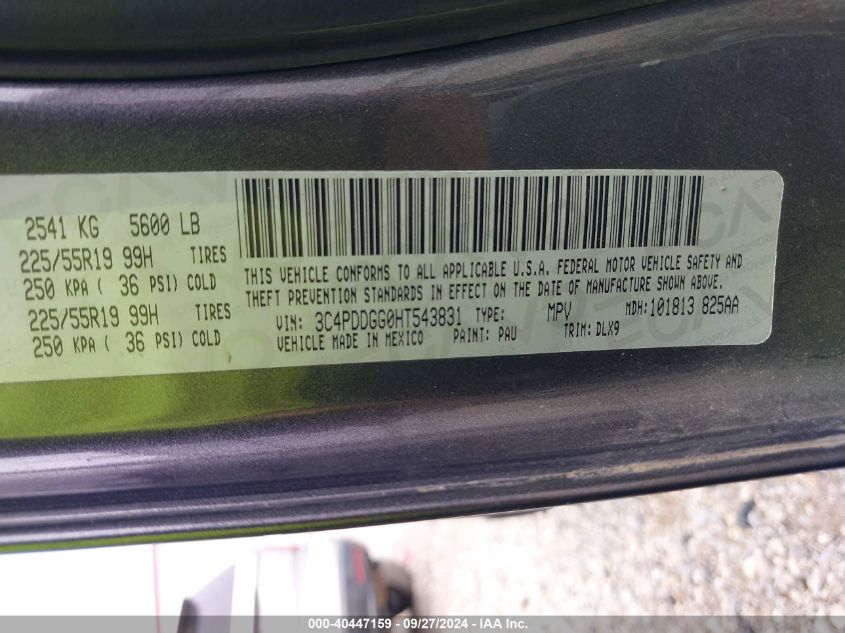 2541 KG 5600 LB
225/55R19 99H TIRES
250 KPA ( 36 PSI) COLD
225/55R19 99H TIRES
250 KPA ( 36 PSI) COLD
THIS VEHICLE CONFORMS TO ALL APPLICABLE U.S.A. FEDERAL MOTOR VEHICLE SAFETY AND
THEFT PREVENTION STANDARDS IN EFFECT ON THE DATE OF MANUFACTURE SHOWN ABOVE.
VIN: 3C4PDDGG0HT543831 TYPE: MPV MDH: 101813 825AA
VEHICLE MADE IN MEXICO PAINT: PAU TRIM: DLX9
000-40447159 - 09/27/2024 - IAA Inc.